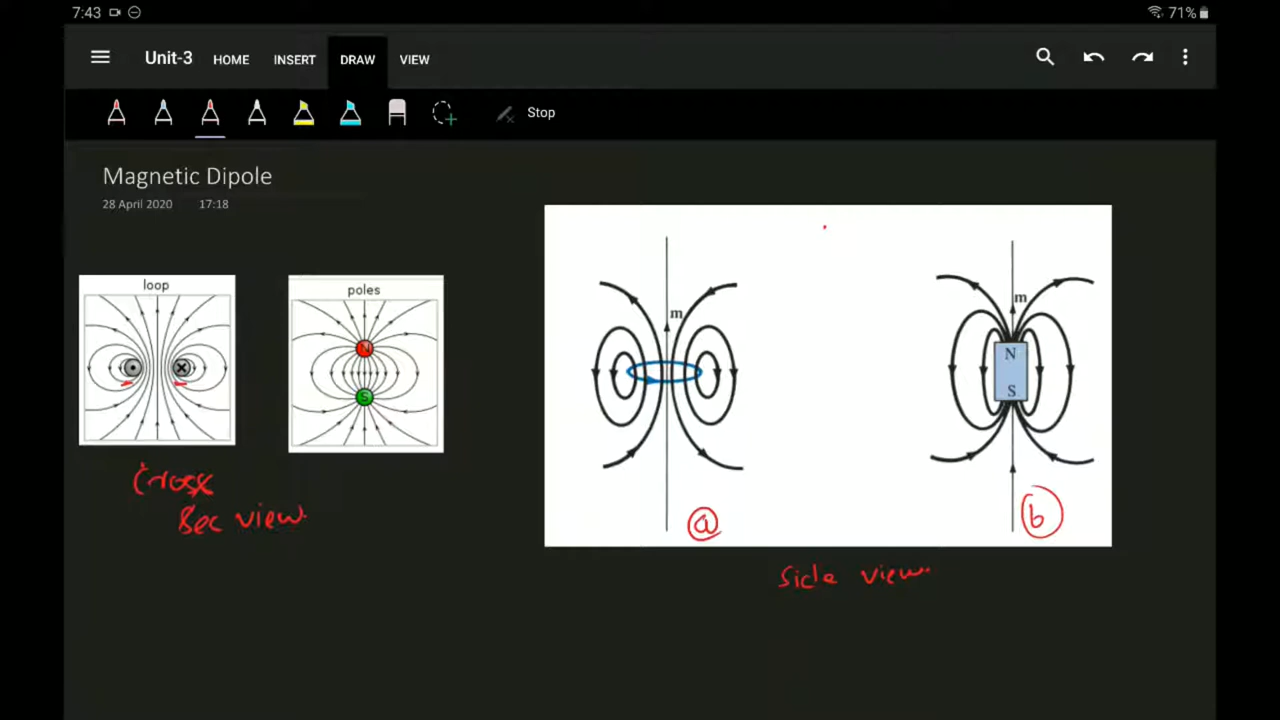 7:43
71%
Unit-3 HOME INSERT DRAW VIEW
Stop
Magnetic Dipole
28 April 2020 17:18
loop
poles
N
S
m
m
N
S
Cross
Sec view
a
b
Side view